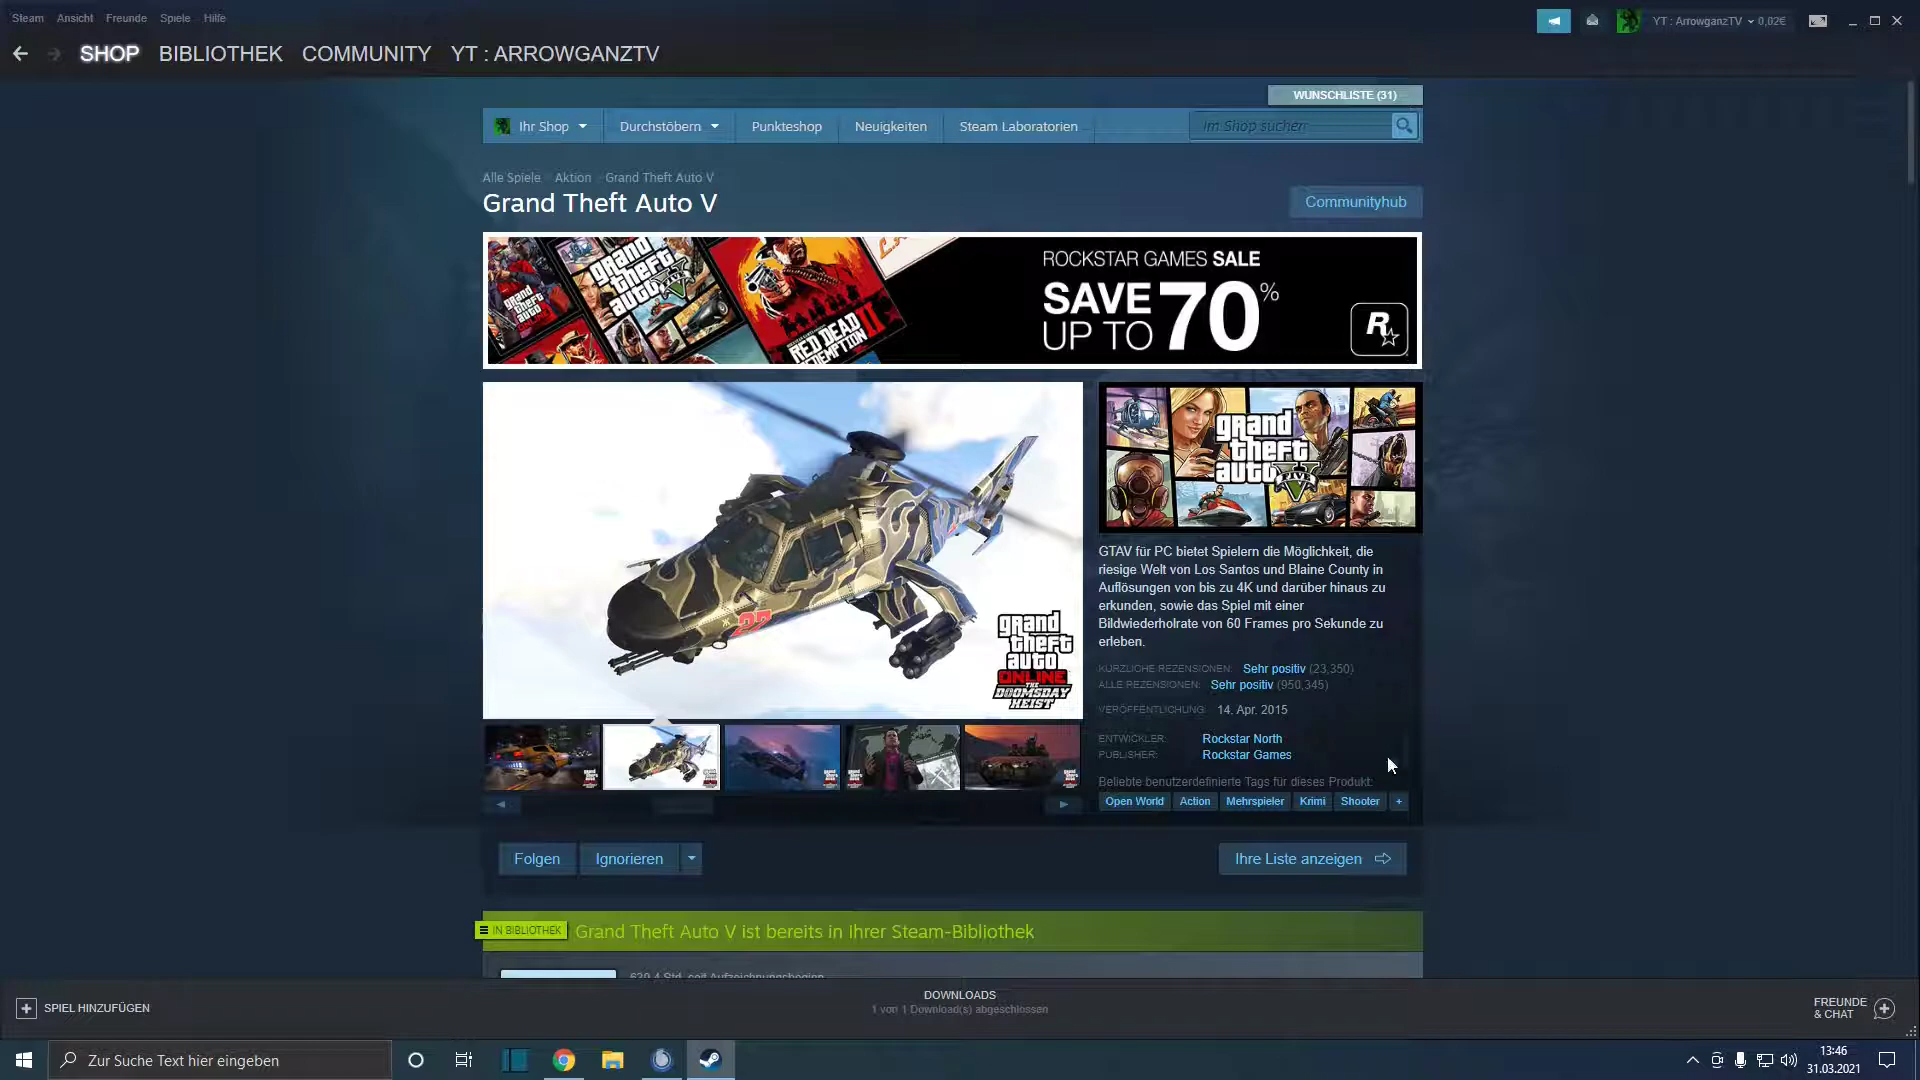 Steam Ansicht Freunde Spiele Hilfe
YT : ArrowganzTV 0,02€
SHOP BIBLIOTHEK COMMUNITY YT : ARROWGANZTV
WUNSCHLISTE (31)
Ihr Shop Durchstöbern Punkteshop Neuigkeiten Steam Laboratorien Im Shop suchen
Alle Spiele Aktion Grand Theft Auto V
Grand Theft Auto V
Communityhub
ROCKSTAR GAMES SALE
SAVE UP TO 70%
grand theft auto V
RED DEAD REDEMPTION II
R
grand theft auto V FIVE
grand theft auto ONLINE THE DOOMSDAY HEIST
GTAV für PC bietet Spielern die Möglichkeit, die
riesige Welt von Los Santos und Blaine County in
Auflösungen von bis zu 4K und darüber hinaus zu
erkunden, sowie das Spiel mit einer
Bildwiederholrate von 60 Frames pro Sekunde zu
erleben.
KÜRZLICHE REZENSIONEN: Sehr positiv (23,350)
ALLE REZENSIONEN: Sehr positiv (950,345)
VERÖFFENTLICHUNG: 14. Apr. 2015
ENTWICKLER: Rockstar North
PUBLISHER: Rockstar Games
Beliebte benutzerdefinierte Tags für dieses Produkt:
Open World Action Mehrspieler Krimi Shooter +
Folgen Ignorieren Ihre Liste anzeigen
IN BIBLIOTHEK Grand Theft Auto V ist bereits in Ihrer Steam-Bibliothek
639,4 Std. seit Aufzeichnungsbeginn
SPIEL HINZUFÜGEN
DOWNLOADS
1 von 1 Download(s) abgeschlossen
FREUNDE
& CHAT
Zur Suche Text hier eingeben
13:46
31.03.2021